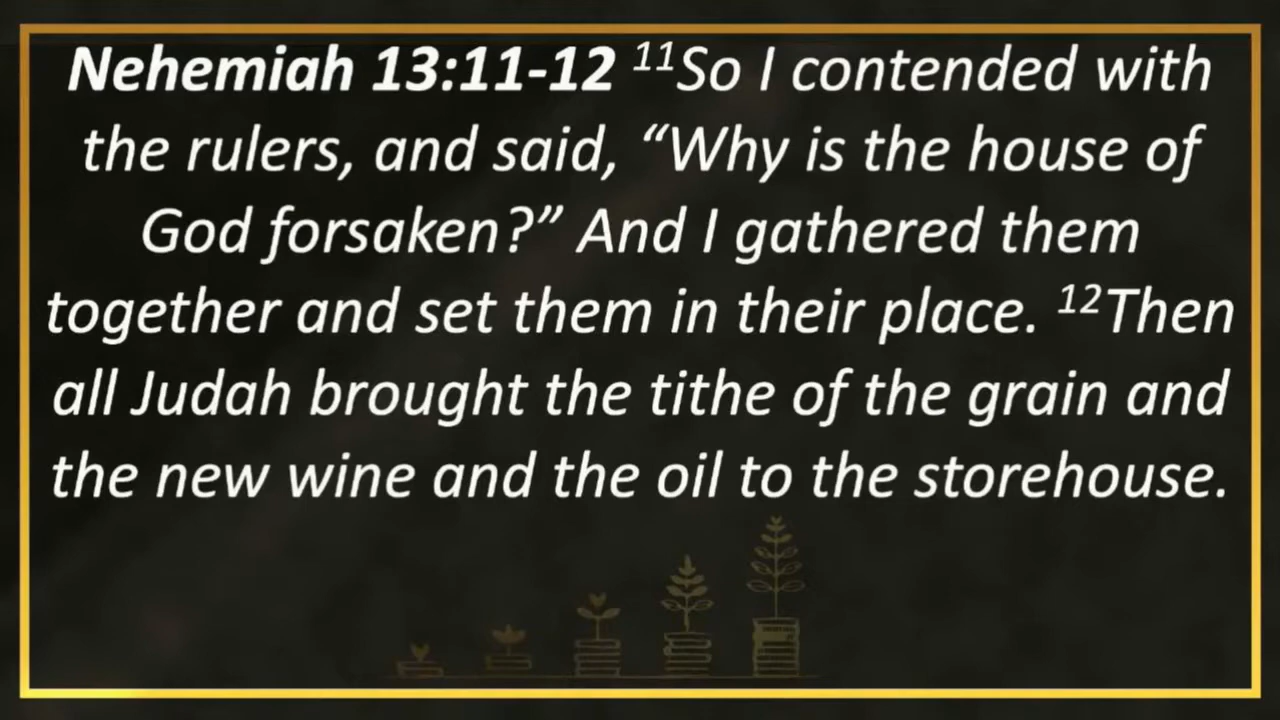 Nehemiah 13:11-12 ¹¹So I contended with
the rulers, and said, “Why is the house of
God forsaken?” And I gathered them
together and set them in their place. ¹²Then
all Judah brought the tithe of the grain and
the new wine and the oil to the storehouse.